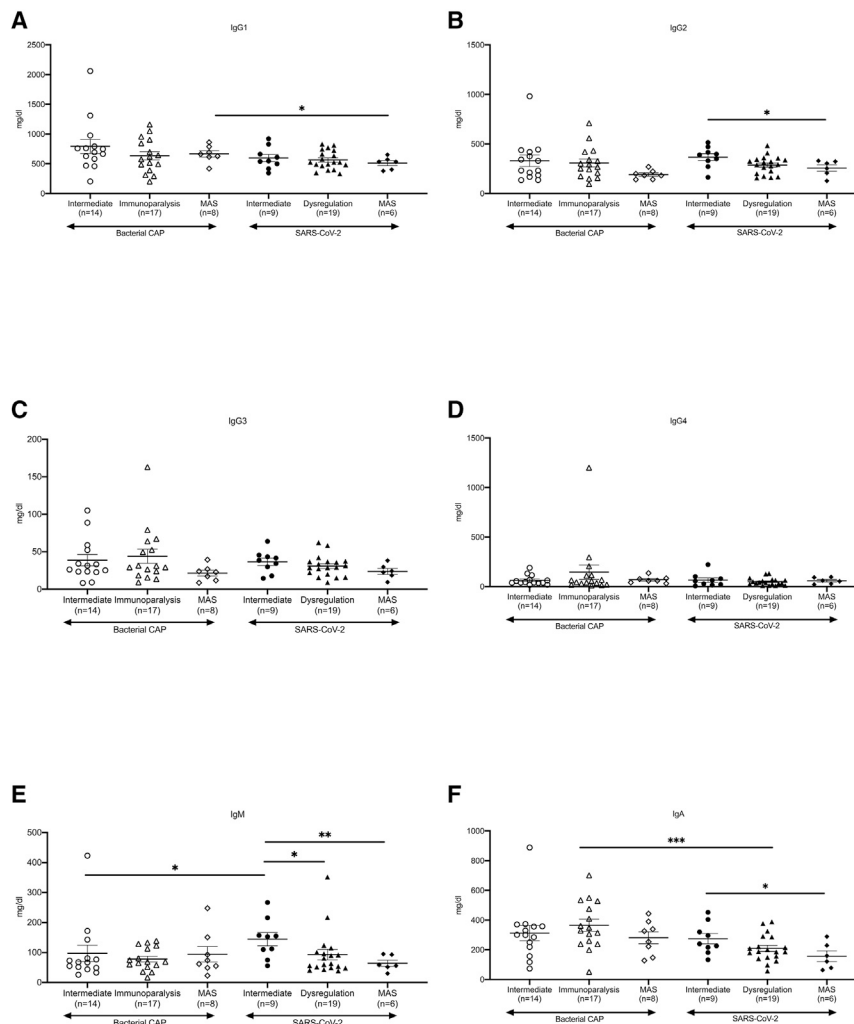 A
IgG1
mg/dl
2500
2000
1500
1000
500
0
*
Intermediate Immunoparalysis MAS Intermediate Dysregulation MAS
(n=14) (n=17) (n=8) (n=9) (n=19) (n=6)
Bacterial CAP SARS-CoV-2
B
IgG2
mg/dl
1500
1000
500
0
*
Intermediate Immunoparalysis MAS Intermediate Dysregulation MAS
(n=14) (n=17) (n=8) (n=9) (n=19) (n=6)
Bacterial CAP SARS-CoV-2
C
IgG3
mg/dl
200
150
100
50
0
Intermediate Immunoparalysis MAS Intermediate Dysregulation MAS
(n=14) (n=17) (n=8) (n=9) (n=19) (n=6)
Bacterial CAP SARS-CoV-2
D
IgG4
mg/dl
1500
1000
500
0
Intermediate Immunoparalysis MAS Intermediate Dysregulation MAS
(n=14) (n=17) (n=8) (n=9) (n=19) (n=6)
Bacterial CAP SARS-CoV-2
E
IgM
mg/dl
500
400
300
200
100
0
**
*
*
Intermediate Immunoparalysis MAS Intermediate Dysregulation MAS
(n=14) (n=17) (n=8) (n=9) (n=19) (n=6)
Bacterial CAP SARS-CoV-2
F
IgA
mg/dl
1000
800
600
400
200
0
***
*
Intermediate Immunoparalysis MAS Intermediate Dysregulation MAS
(n=14) (n=17) (n=8) (n=9) (n=19) (n=6)
Bacterial CAP SARS-CoV-2